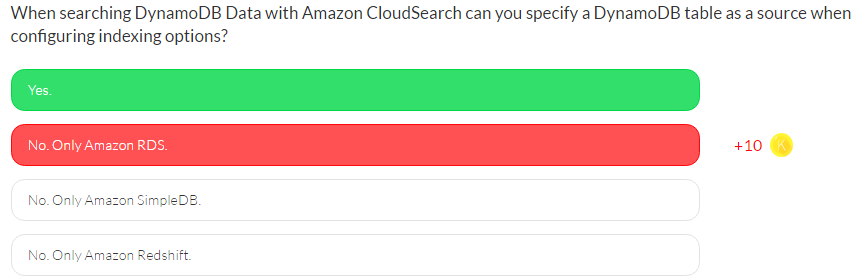 When searching DynamoDB Data with Amazon CloudSearch can you specify a DynamoDB table as a source when
configuring indexing options?
Yes.
No. Only Amazon RDS.
+10 K
No. Only Amazon SimpleDB.
No. Only Amazon Redshift.